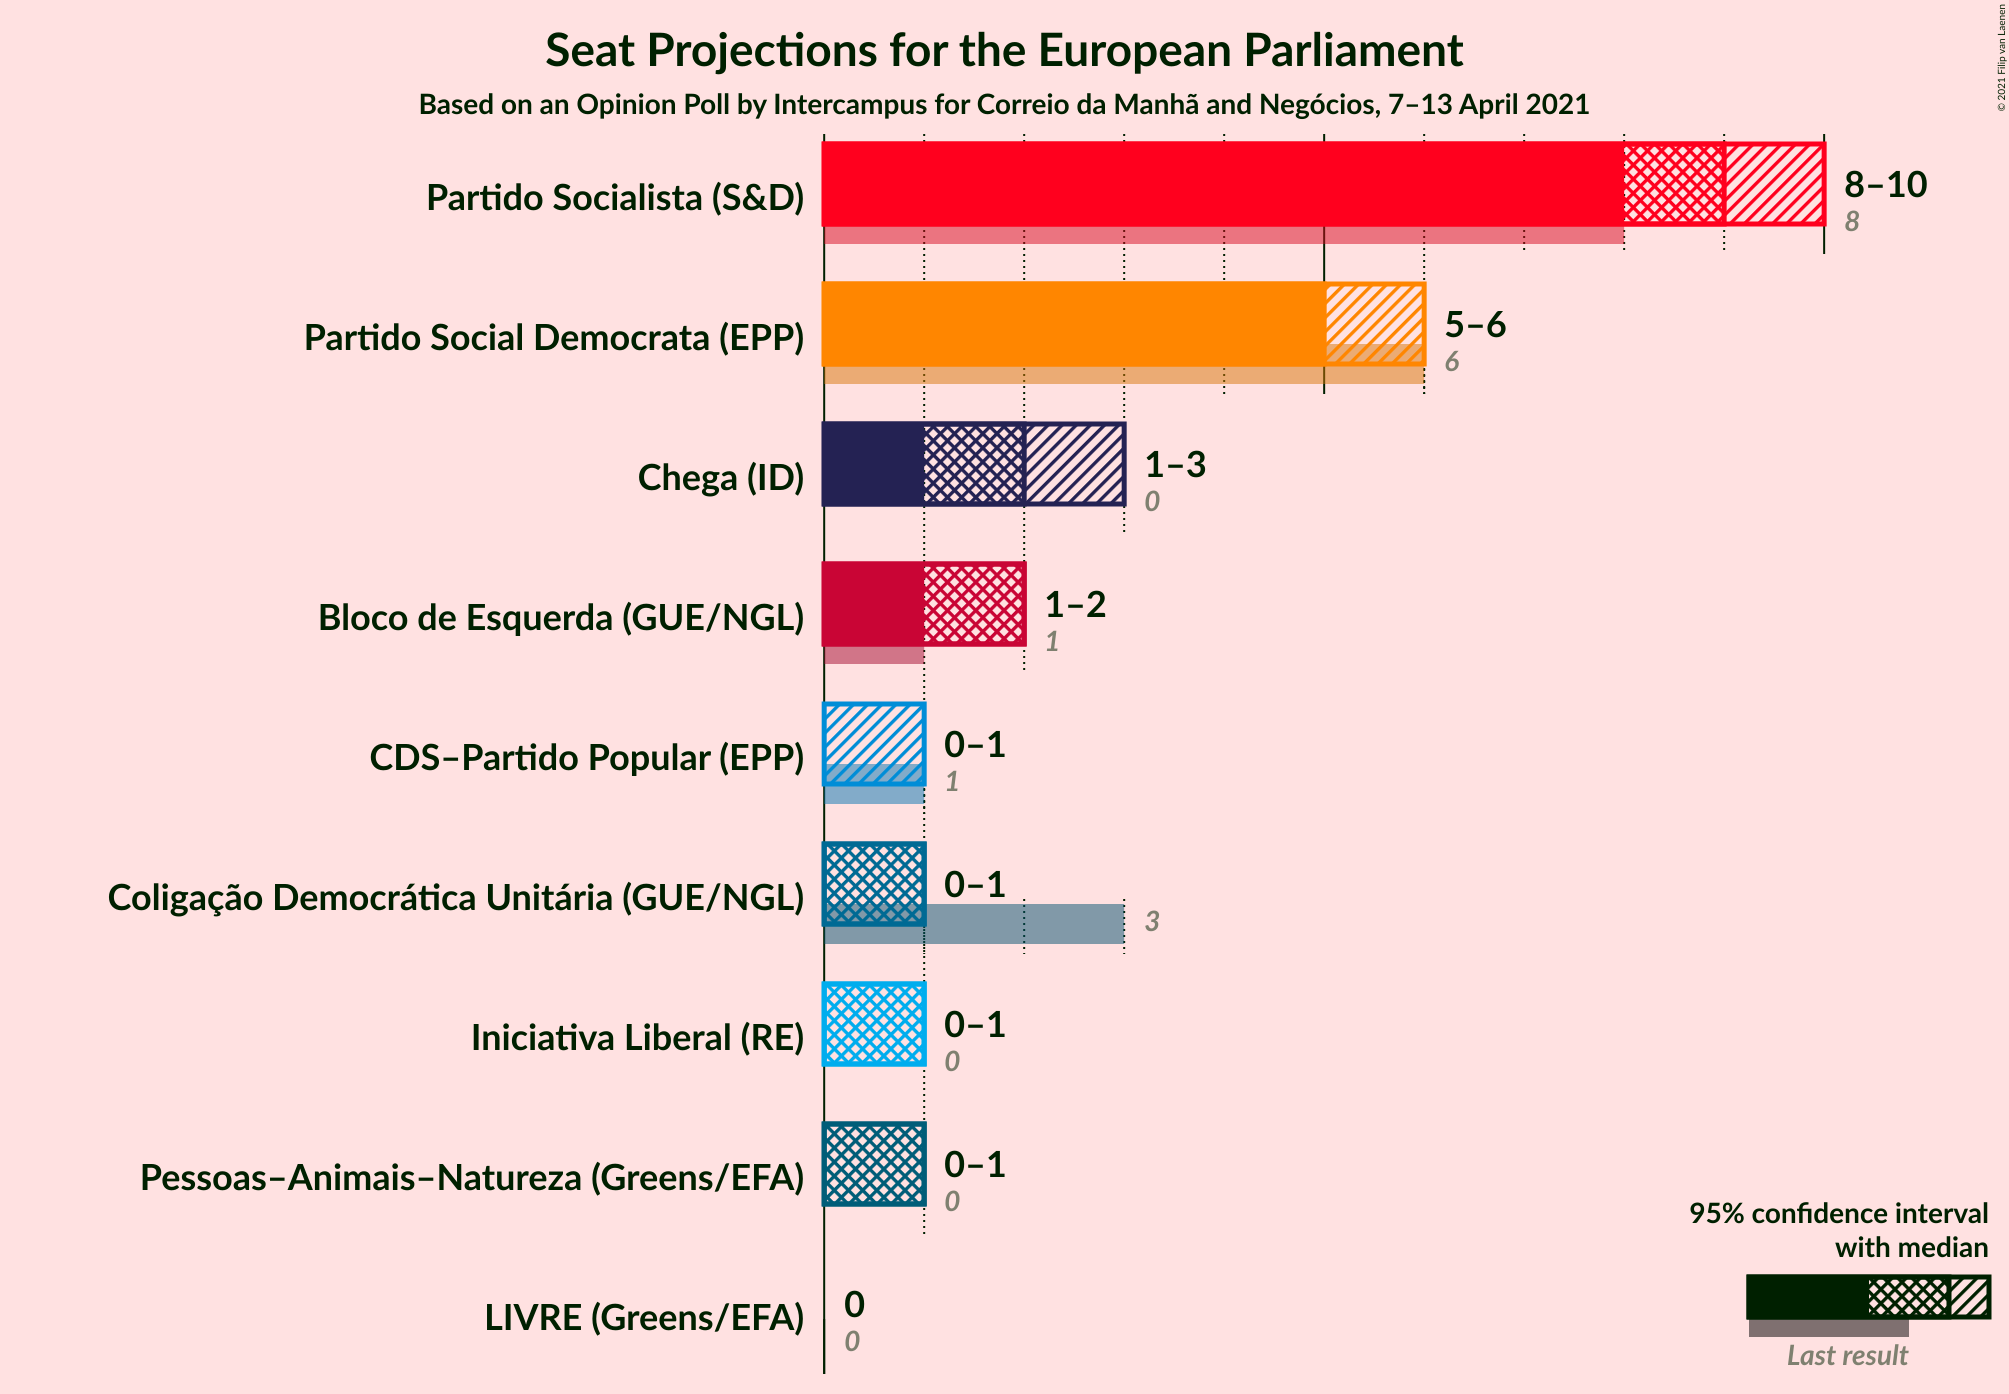 Seat Projections for the European Parliament
Based on an Opinion Poll by Intercampus for Correio da Manhã and Negócios, 7–13 April 2021
© 2021 Filip van Laenen
Partido Socialista (S&D)
8–10
8
Partido Social Democrata (EPP)
5–6
6
Chega (ID)
1–3
0
Bloco de Esquerda (GUE/NGL)
1–2
1
CDS–Partido Popular (EPP)
0–1
1
Coligação Democrática Unitária (GUE/NGL)
0–1
3
Iniciativa Liberal (RE)
0–1
0
Pessoas–Animais–Natureza (Greens/EFA)
0–1
0
LIVRE (Greens/EFA)
0
0
95% confidence interval
with median
Last result